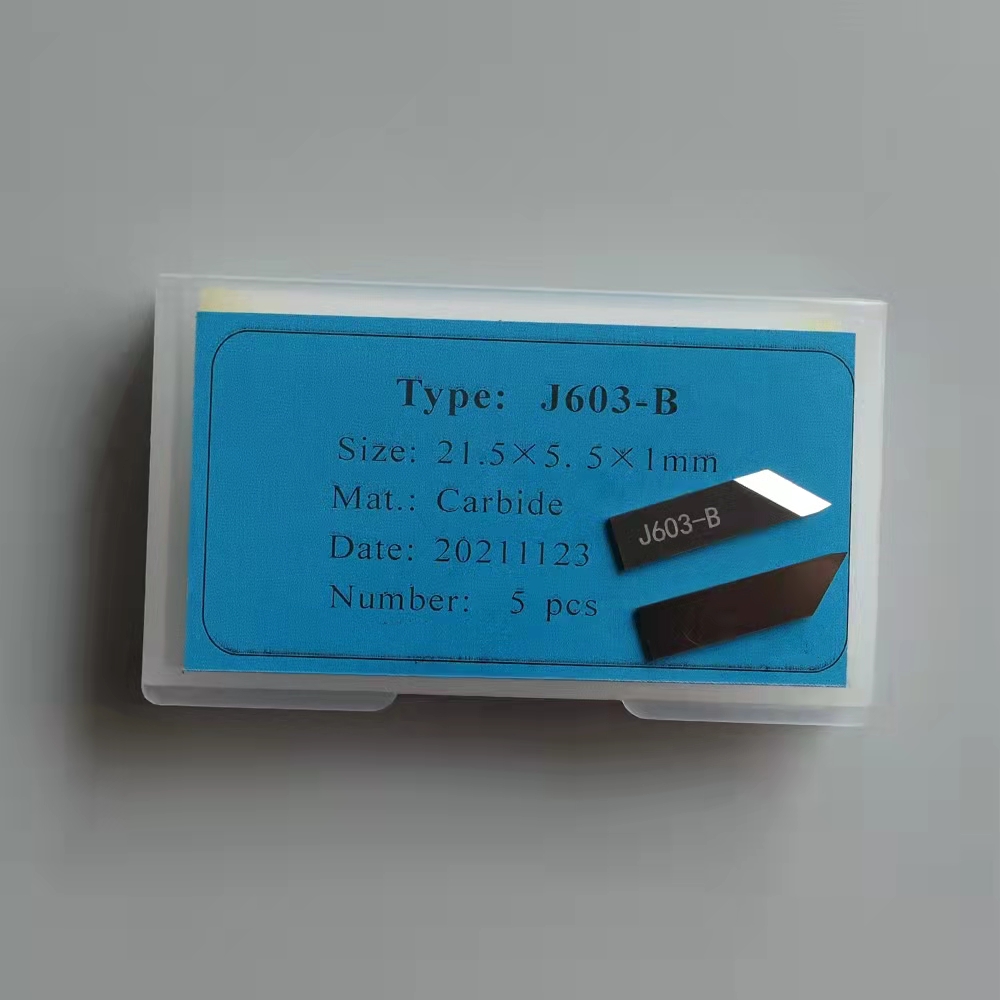 Type: J603-B
Size: 21.5×5.5×1mm
Mat.: Carbide
Date: 20211123
Number: 5 pcs
J603-B